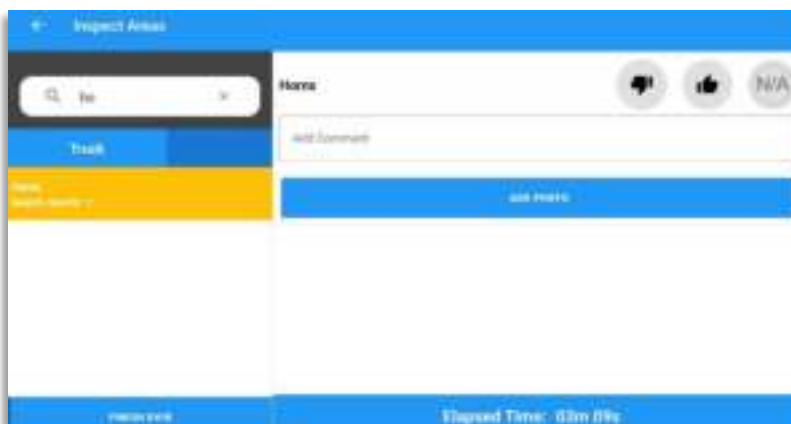 Inspect Areas
ho
Truck
Horns
N/A
Add Comment
ADD PHOTO
Elapsed Time: 03m 09s